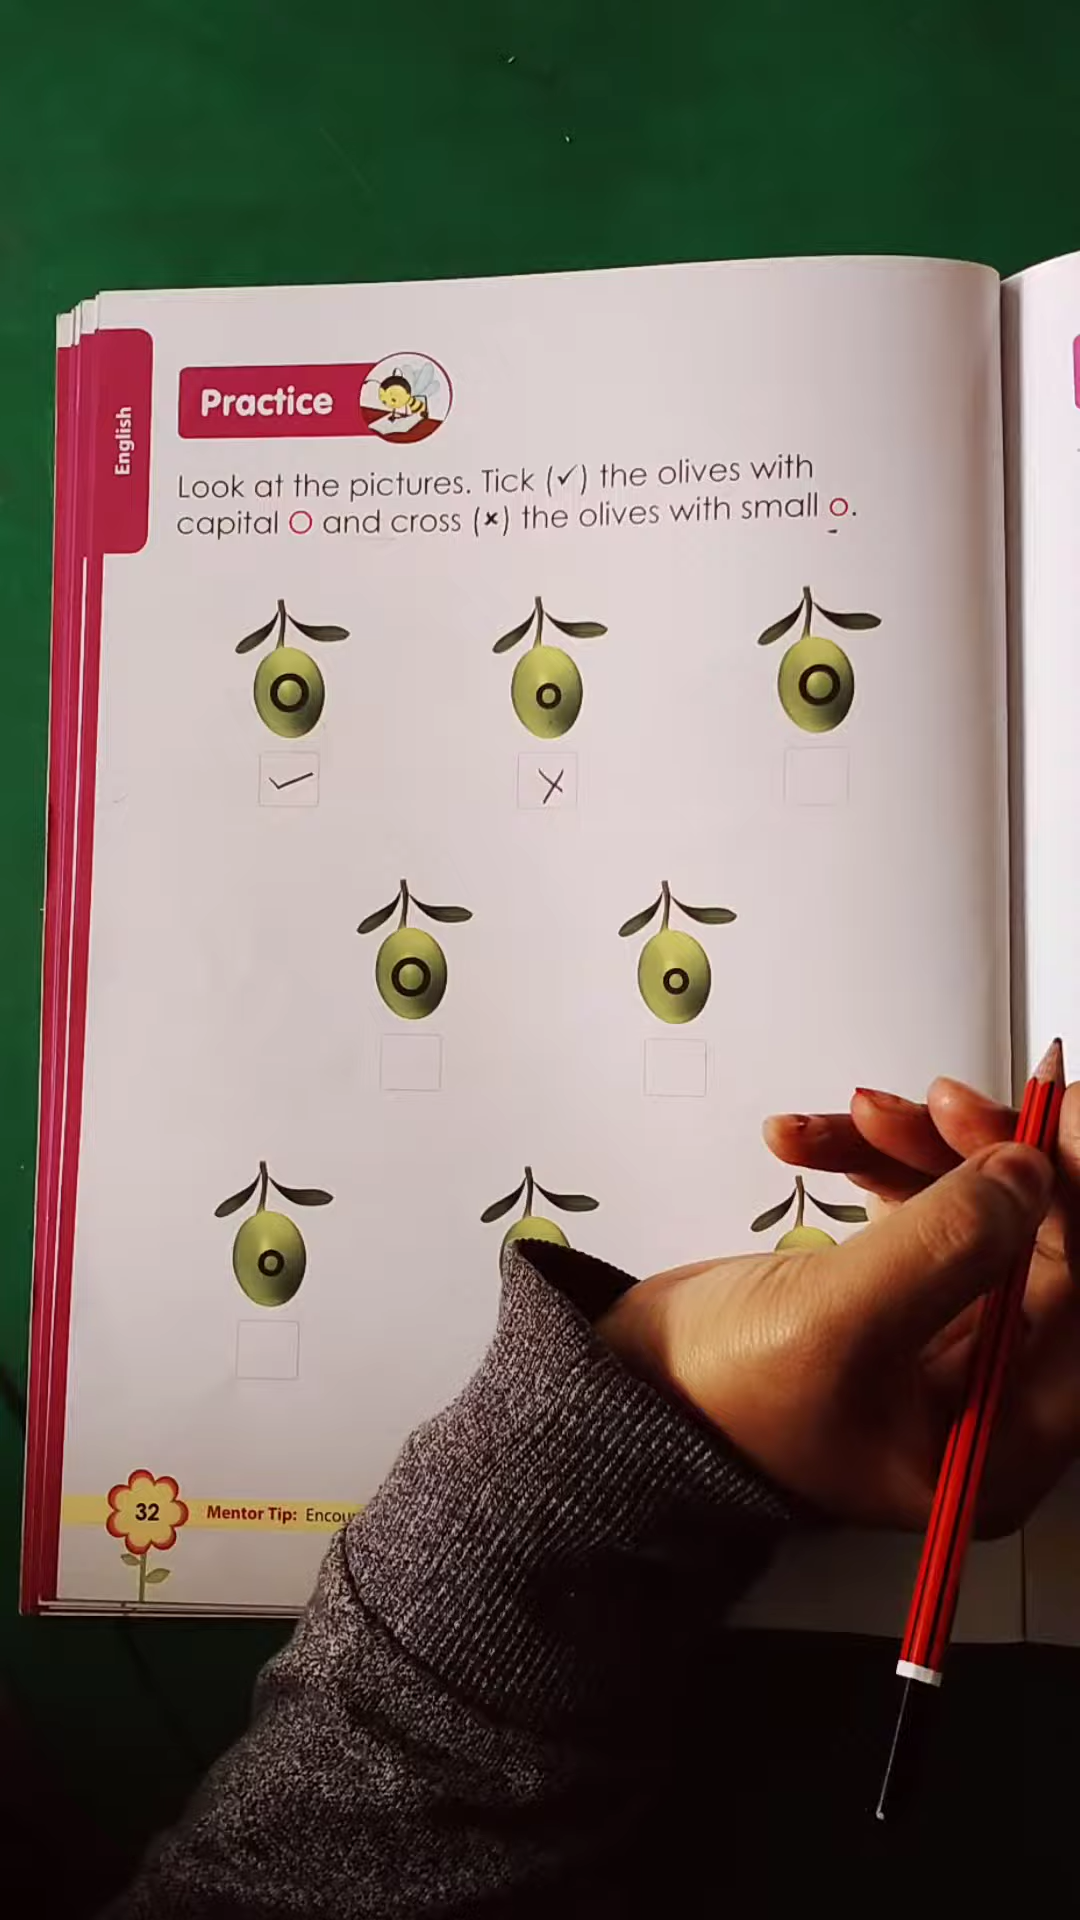 English
Practice
Look at the pictures. Tick (✓) the olives with
capital O and cross (×) the olives with small o.
O o O
✓ X
O o
o
32 Mentor Tip: